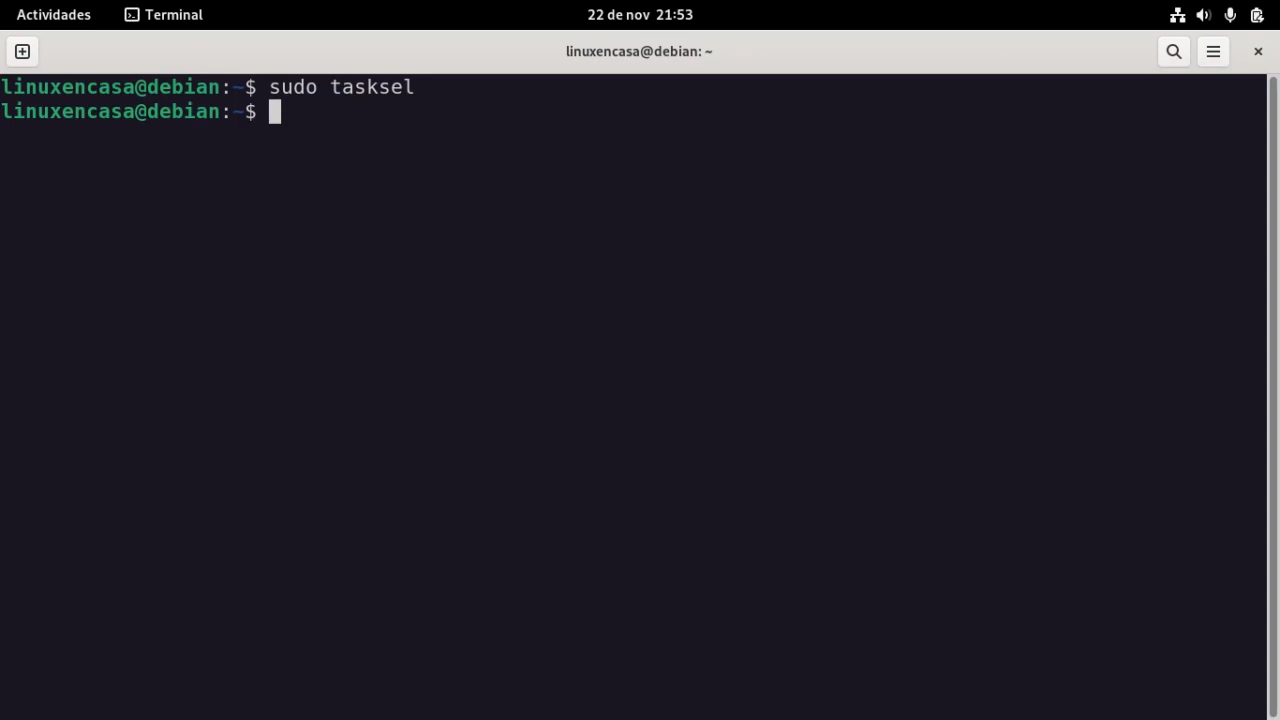 Actividades Terminal 22 de nov 21:53
linuxencasa@debian: ~
linuxencasa@debian:~$ sudo tasksel
linuxencasa@debian:~$